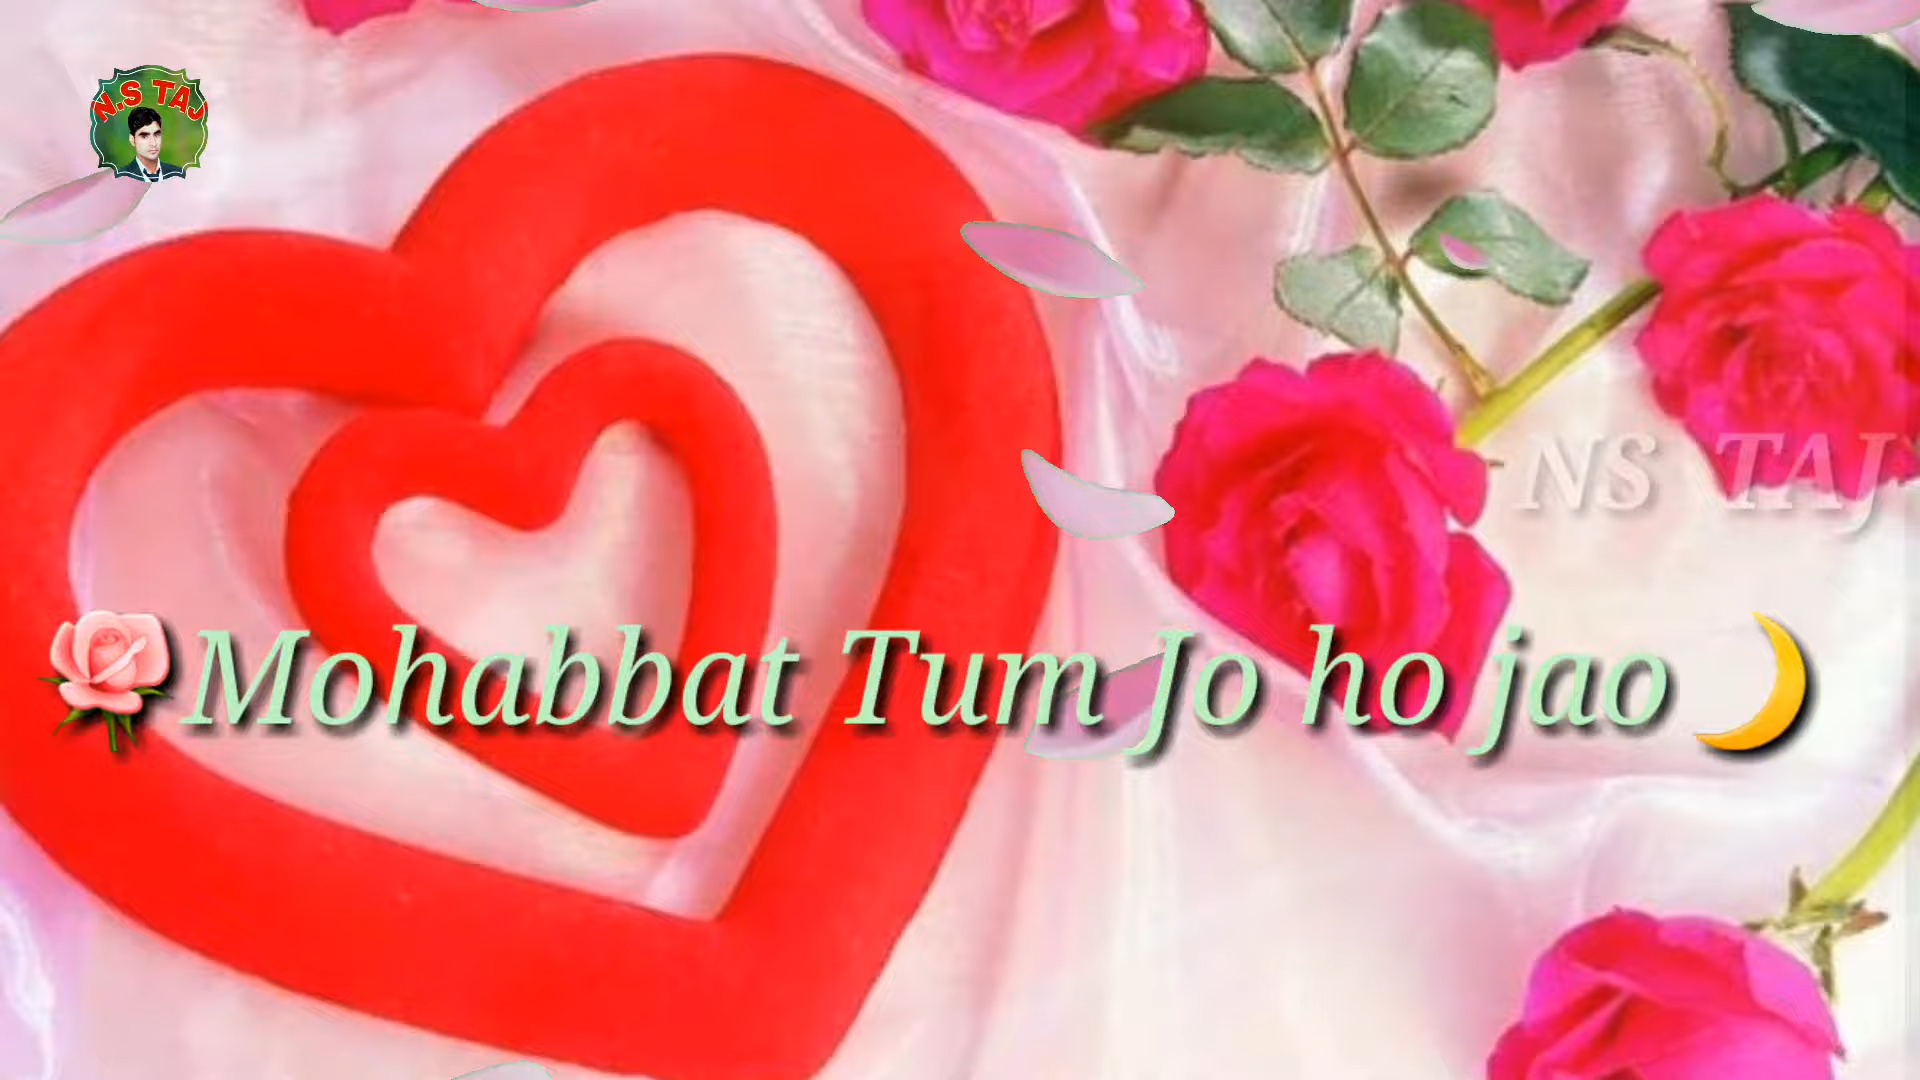 N.S TAJ
NS TAJ
🌹Mohabbat Tum Jo ho jao🌙